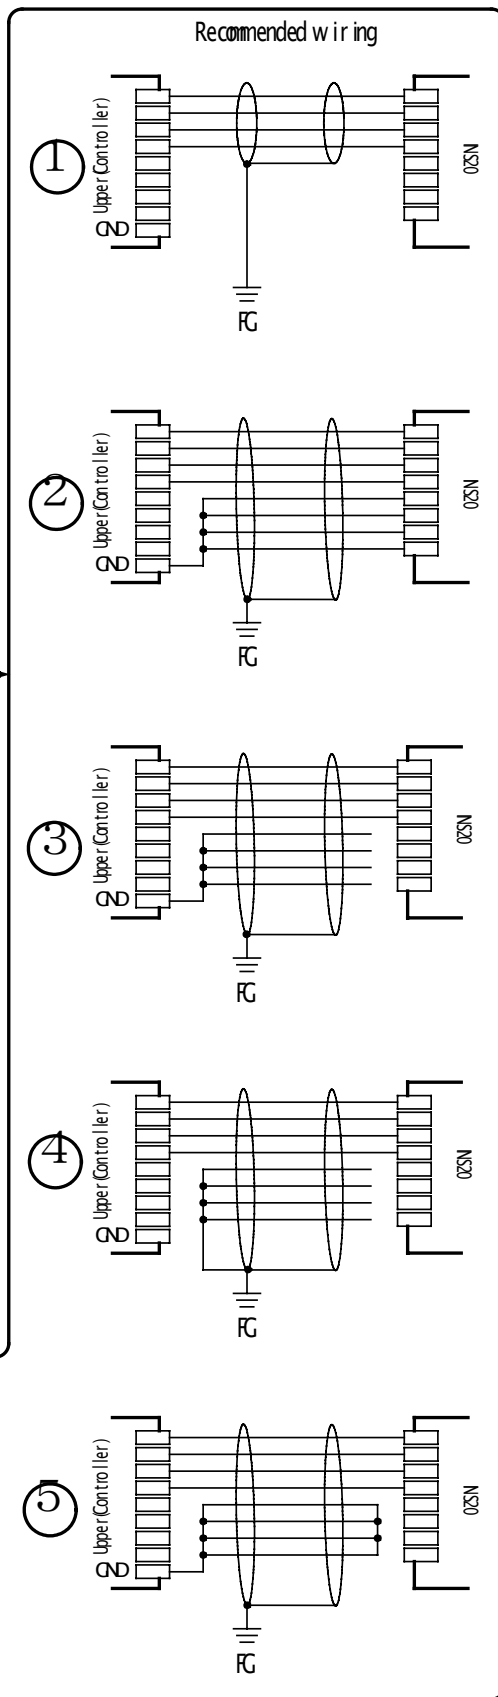 Recommended wiring
1
Upper(Controller)
GND
NS20
FG
2
Upper(Controller)
GND
NS20
FG
3
Upper(Controller)
GND
NS20
FG
4
Upper(Controller)
GND
NS20
FG
5
Upper(Controller)
GND
NS20
FG